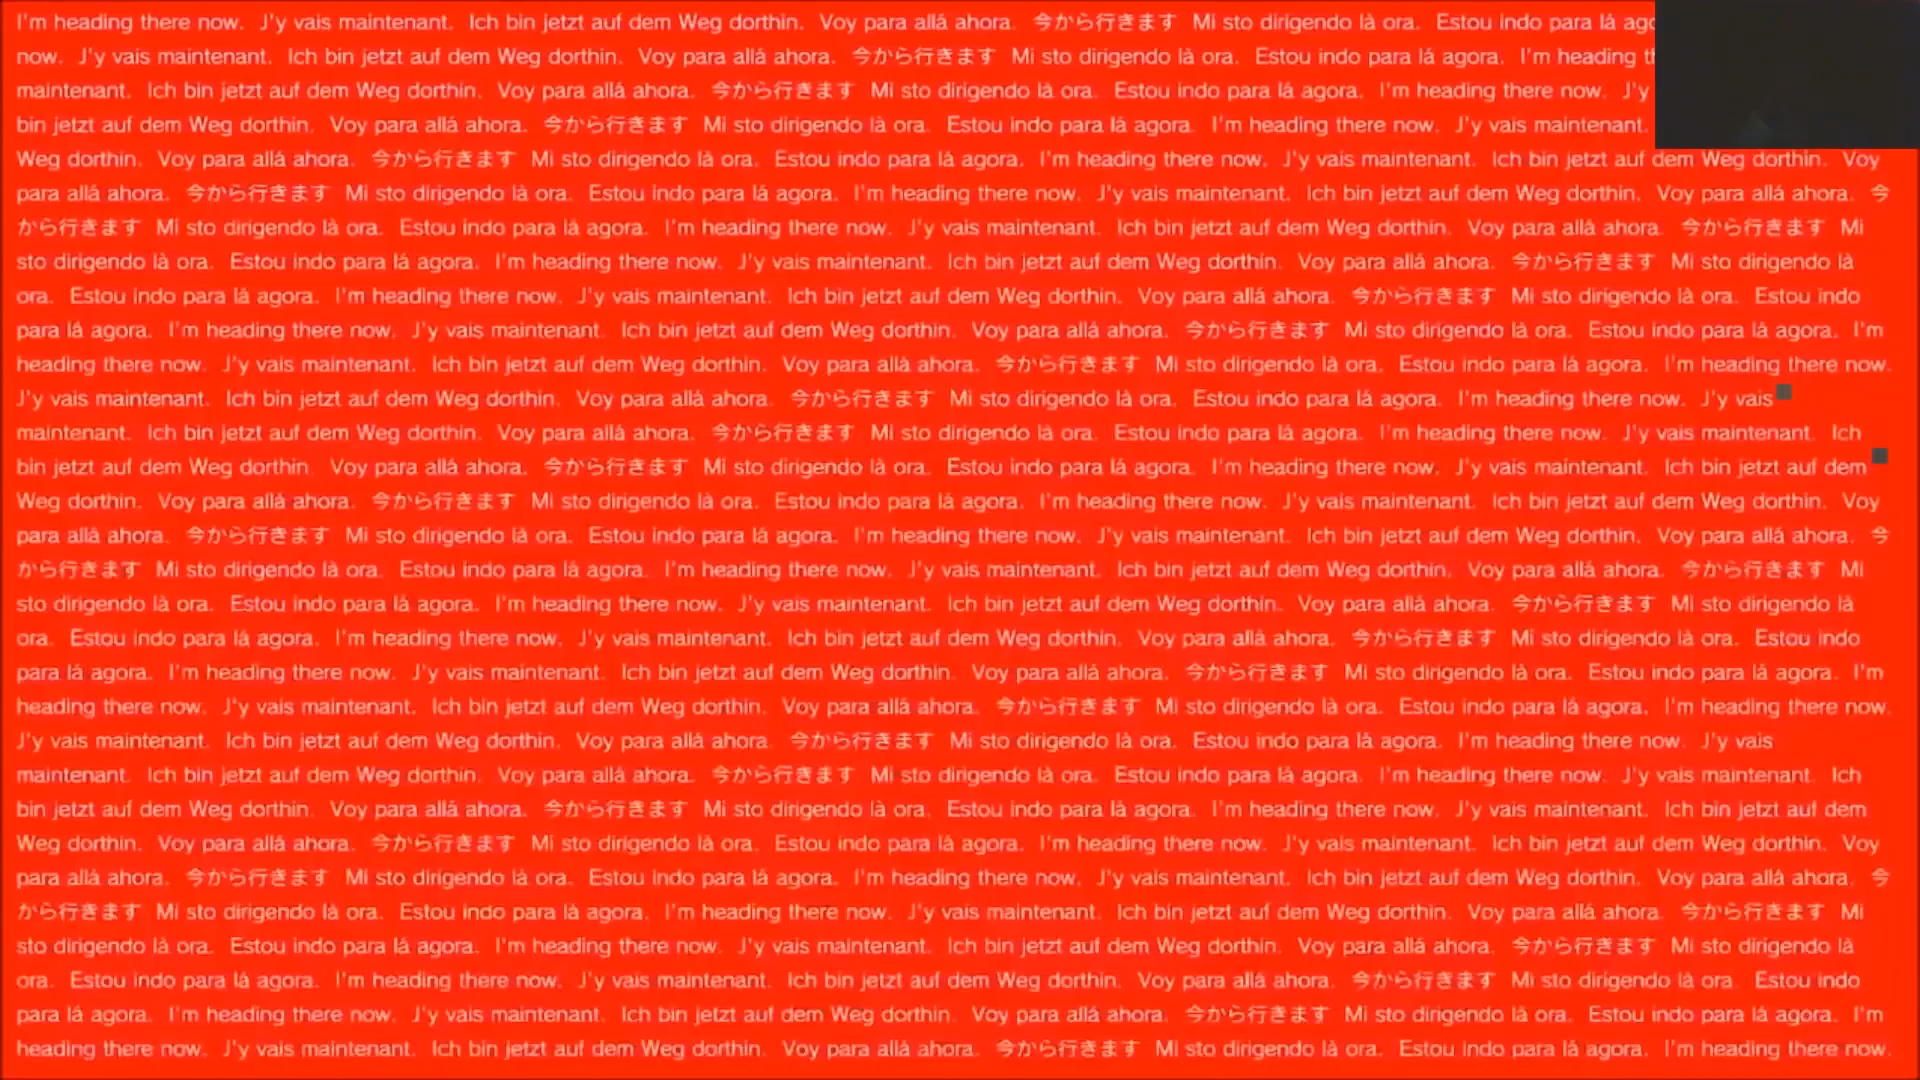 I'm heading there now. J'y vais maintenant. Ich bin jetzt auf dem Weg dorthin. Voy para allá ahora. 今から行きます Mi sto dirigendo là ora. Estou indo para lá
now. J'y vais maintenant. Ich bin jetzt auf dem Weg dorthin. Voy para allá ahora. 今から行きます Mi sto dirigendo là ora. Estou indo para lá agora. I'm heading
maintenant. Ich bin jetzt auf dem Weg dorthin. Voy para allá ahora. 今から行きます Mi sto dirigendo là ora. Estou indo para lá agora. I'm heading there now. J'y
bin jetzt auf dem Weg dorthin. Voy para allá ahora. 今から行きます Mi sto dirigendo là ora. Estou indo para lá agora. I'm heading there now. J'y vais maintenant.
Weg dorthin. Voy para allá ahora. 今から行きます Mi sto dirigendo là ora. Estou indo para lá agora. I'm heading there now. J'y vais maintenant. Ich bin jetzt auf dem Weg dorthin. Voy
para allá ahora. 今から行きます Mi sto dirigendo là ora. Estou indo para lá agora. I'm heading there now. J'y vais maintenant. Ich bin jetzt auf dem Weg dorthin. Voy para allá ahora. 今
から行きます Mi sto dirigendo là ora. Estou indo para lá agora. I'm heading there now. J'y vais maintenant. Ich bin jetzt auf dem Weg dorthin. Voy para allá ahora. 今から行きます Mi
sto dirigendo là ora. Estou indo para lá agora. I'm heading there now. J'y vais maintenant. Ich bin jetzt auf dem Weg dorthin. Voy para allá ahora. 今から行きます Mi sto dirigendo là
ora. Estou indo para lá agora. I'm heading there now. J'y vais maintenant. Ich bin jetzt auf dem Weg dorthin. Voy para allá ahora. 今から行きます Mi sto dirigendo là ora. Estou indo
para lá agora. I'm heading there now. J'y vais maintenant. Ich bin jetzt auf dem Weg dorthin. Voy para allá ahora. 今から行きます Mi sto dirigendo là ora. Estou indo para lá agora. I'm
heading there now. J'y vais maintenant. Ich bin jetzt auf dem Weg dorthin. Voy para allá ahora. 今から行きます Mi sto dirigendo là ora. Estou indo para lá agora. I'm heading there now.
J'y vais maintenant. Ich bin jetzt auf dem Weg dorthin. Voy para allá ahora. 今から行きます Mi sto dirigendo là ora. Estou indo para lá agora. I'm heading there now. J'y vais
maintenant. Ich bin jetzt auf dem Weg dorthin. Voy para allá ahora. 今から行きます Mi sto dirigendo là ora. Estou indo para lá agora. I'm heading there now. J'y vais maintenant. Ich
bin jetzt auf dem Weg dorthin. Voy para allá ahora. 今から行きます Mi sto dirigendo là ora. Estou indo para lá agora. I'm heading there now. J'y vais maintenant. Ich bin jetzt auf dem
Weg dorthin. Voy para allá ahora. 今から行きます Mi sto dirigendo là ora. Estou indo para lá agora. I'm heading there now. J'y vais maintenant. Ich bin jetzt auf dem Weg dorthin. Voy
para allá ahora. 今から行きます Mi sto dirigendo là ora. Estou indo para lá agora. I'm heading there now. J'y vais maintenant. Ich bin jetzt auf dem Weg dorthin. Voy para allá ahora. 今
から行きます Mi sto dirigendo là ora. Estou indo para lá agora. I'm heading there now. J'y vais maintenant. Ich bin jetzt auf dem Weg dorthin. Voy para allá ahora. 今から行きます Mi
sto dirigendo là ora. Estou indo para lá agora. I'm heading there now. J'y vais maintenant. Ich bin jetzt auf dem Weg dorthin. Voy para allá ahora. 今から行きます Mi sto dirigendo là
ora. Estou indo para lá agora. I'm heading there now. J'y vais maintenant. Ich bin jetzt auf dem Weg dorthin. Voy para allá ahora. 今から行きます Mi sto dirigendo là ora. Estou indo
para lá agora. I'm heading there now. J'y vais maintenant. Ich bin jetzt auf dem Weg dorthin. Voy para allá ahora. 今から行きます Mi sto dirigendo là ora. Estou indo para lá agora. I'm
heading there now. J'y vais maintenant. Ich bin jetzt auf dem Weg dorthin. Voy para allá ahora. 今から行きます Mi sto dirigendo là ora. Estou indo para lá agora. I'm heading there now.
J'y vais maintenant. Ich bin jetzt auf dem Weg dorthin. Voy para allá ahora. 今から行きます Mi sto dirigendo là ora. Estou indo para lá agora. I'm heading there now. J'y vais
maintenant. Ich bin jetzt auf dem Weg dorthin. Voy para allá ahora. 今から行きます Mi sto dirigendo là ora. Estou indo para lá agora. I'm heading there now. J'y vais maintenant. Ich
bin jetzt auf dem Weg dorthin. Voy para allá ahora. 今から行きます Mi sto dirigendo là ora. Estou indo para lá agora. I'm heading there now. J'y vais maintenant. Ich bin jetzt auf dem
Weg dorthin. Voy para allá ahora. 今から行きます Mi sto dirigendo là ora. Estou indo para lá agora. I'm heading there now. J'y vais maintenant. Ich bin jetzt auf dem Weg dorthin. Voy
para allá ahora. 今から行きます Mi sto dirigendo là ora. Estou indo para lá agora. I'm heading there now. J'y vais maintenant. Ich bin jetzt auf dem Weg dorthin. Voy para allá ahora. 今
から行きます Mi sto dirigendo là ora. Estou indo para lá agora. I'm heading there now. J'y vais maintenant. Ich bin jetzt auf dem Weg dorthin. Voy para allá ahora. 今から行きます Mi
sto dirigendo là ora. Estou indo para lá agora. I'm heading there now. J'y vais maintenant. Ich bin jetzt auf dem Weg dorthin. Voy para allá ahora. 今から行きます Mi sto dirigendo là
ora. Estou indo para lá agora. I'm heading there now. J'y vais maintenant. Ich bin jetzt auf dem Weg dorthin. Voy para allá ahora. 今から行きます Mi sto dirigendo là ora. Estou indo
para lá agora. I'm heading there now. J'y vais maintenant. Ich bin jetzt auf dem Weg dorthin. Voy para allá ahora. 今から行きます Mi sto dirigendo là ora. Estou indo para lá agora. I'm
heading there now. J'y vais maintenant. Ich bin jetzt auf dem Weg dorthin. Voy para allá ahora. 今から行きます Mi sto dirigendo là ora. Estou indo para lá agora. I'm heading there now.